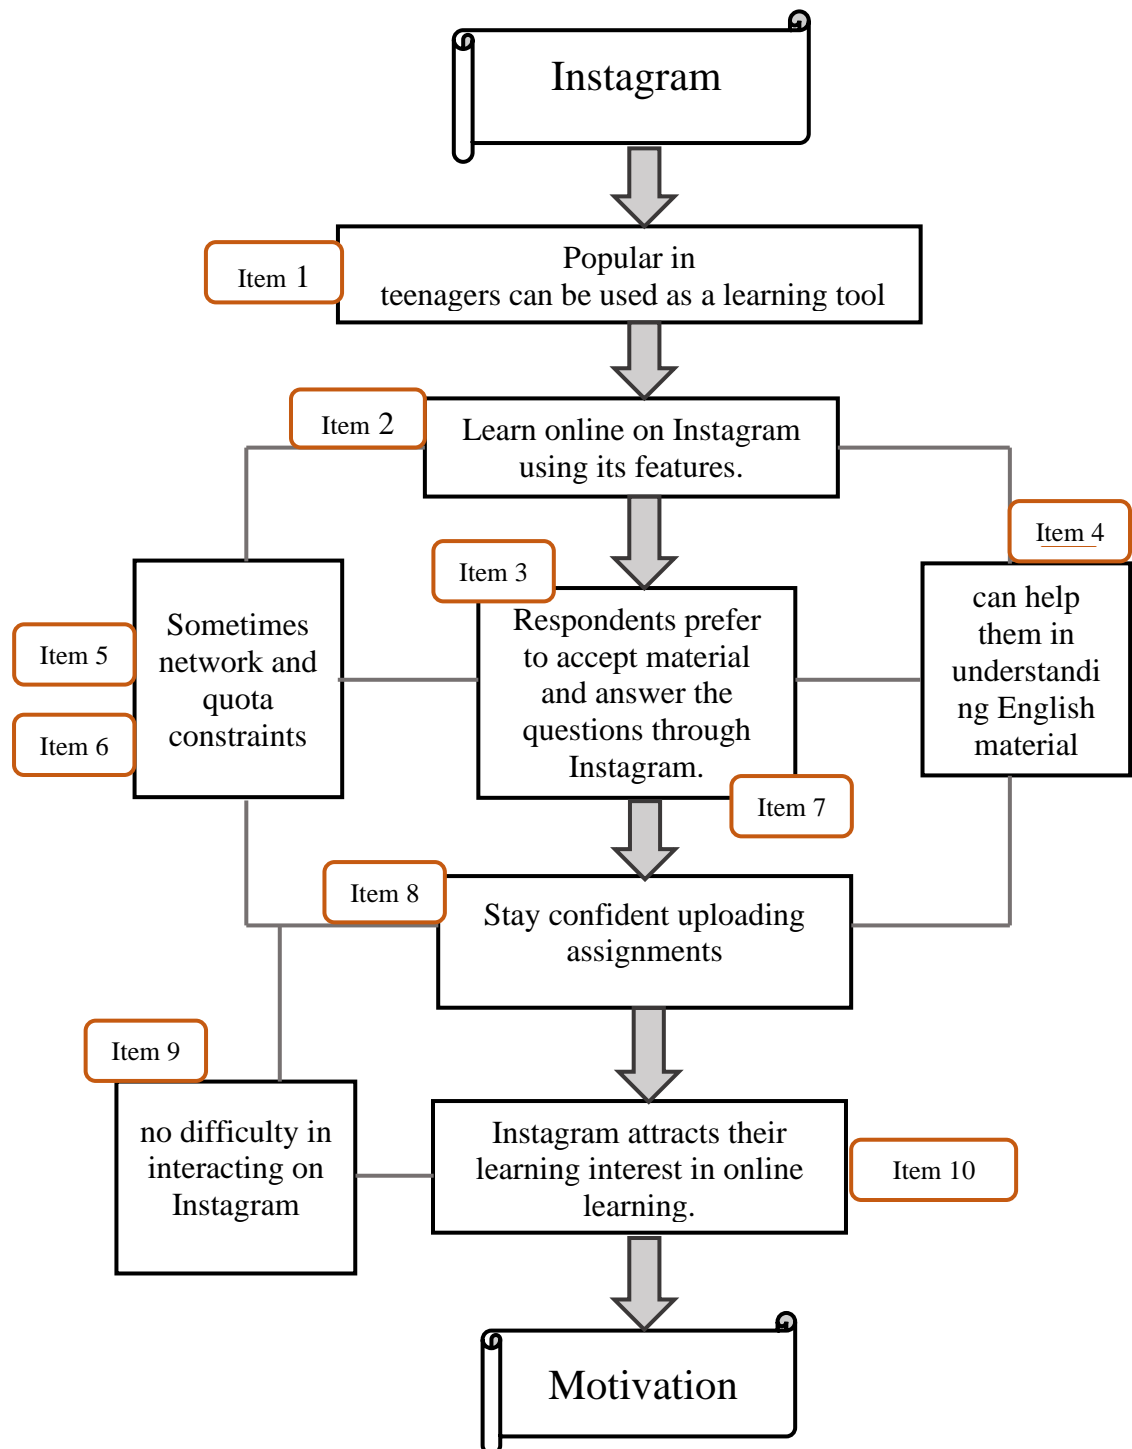 Instagram
Item 1
Popular in
teenagers can be used as a learning tool
Item 2
Learn online on Instagram
using its features.
Item 5
Item 6
Sometimes
network and
quota
constraints
Item 3
Respondents prefer
to accept material
and answer the
questions through
Instagram.
Item 7
Item 4
can help
them in
understandi
ng English
material
Item 8
Stay confident uploading
assignments
Item 9
no difficulty in
interacting on
Instagram
Instagram attracts their
learning interest in online
learning.
Item 10
Motivation